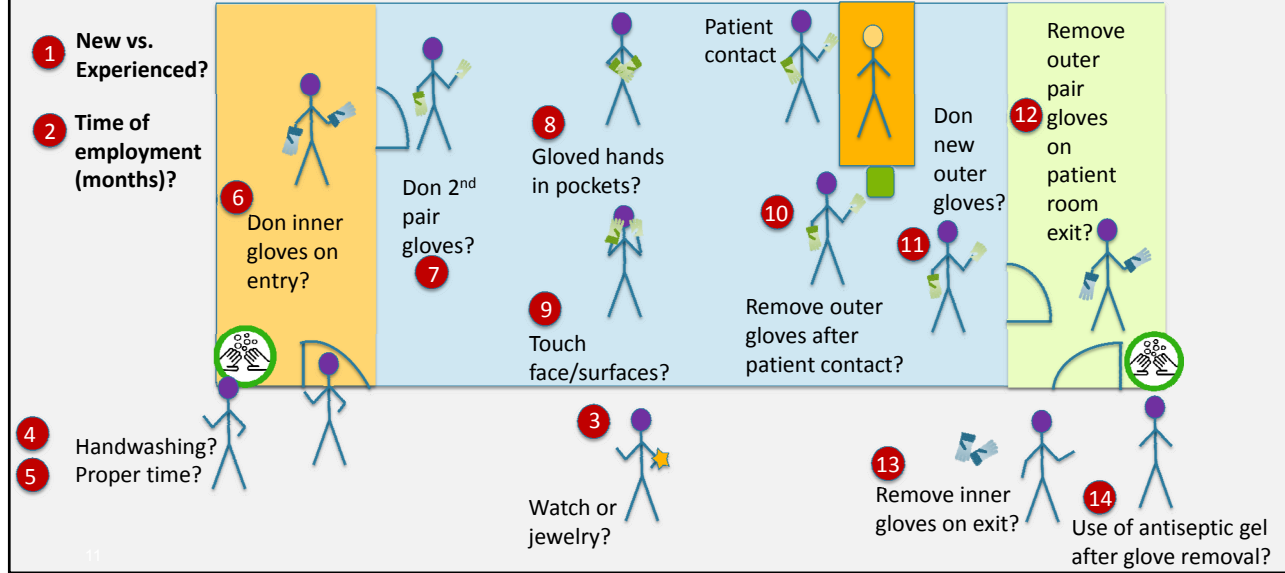 1
New vs.
Experienced?
2
Time of
employment
(months)?
6
Don inner
gloves on
entry?
Don 2nd
pair
gloves?
7
8
Gloved hands
in pockets?
9
Touch
face/surfaces?
Patient
contact
10
Remove outer
gloves after
patient contact?
Don
new
outer
gloves?
11
12
Remove
outer
pair
gloves
on
patient
room
exit?
4
Handwashing?
5
Proper time?
3
Watch or
jewelry?
13
Remove inner
gloves on exit?
14
Use of antiseptic gel
after glove removal?
11